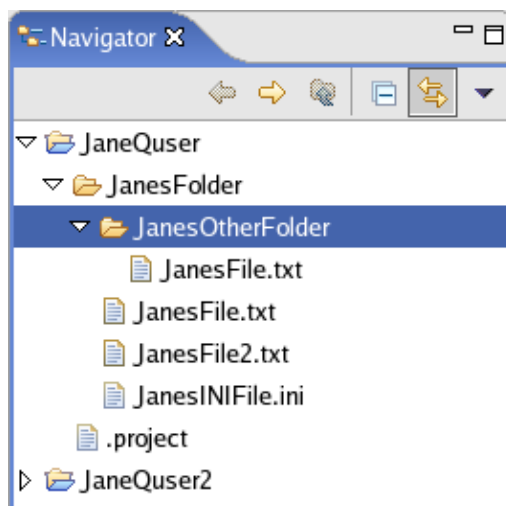 Navigator
JaneQuser
JanesFolder
JanesOtherFolder
JanesFile.txt
JanesFile.txt
JanesFile2.txt
JanesINIFile.ini
.project
JaneQuser2